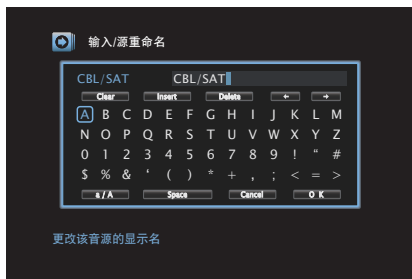 输入/源重命名
CBL/SAT CBL/SAT
Clear Insert Delete ← →
A B C D E F G H I J K L M
N O P Q R S T U V W X Y Z
0 1 2 3 4 5 6 7 8 9 ! “ #
$ % & ‘ ( ) * + , ; < = >
a / A Space Cancel O K
更改该音源的显示名